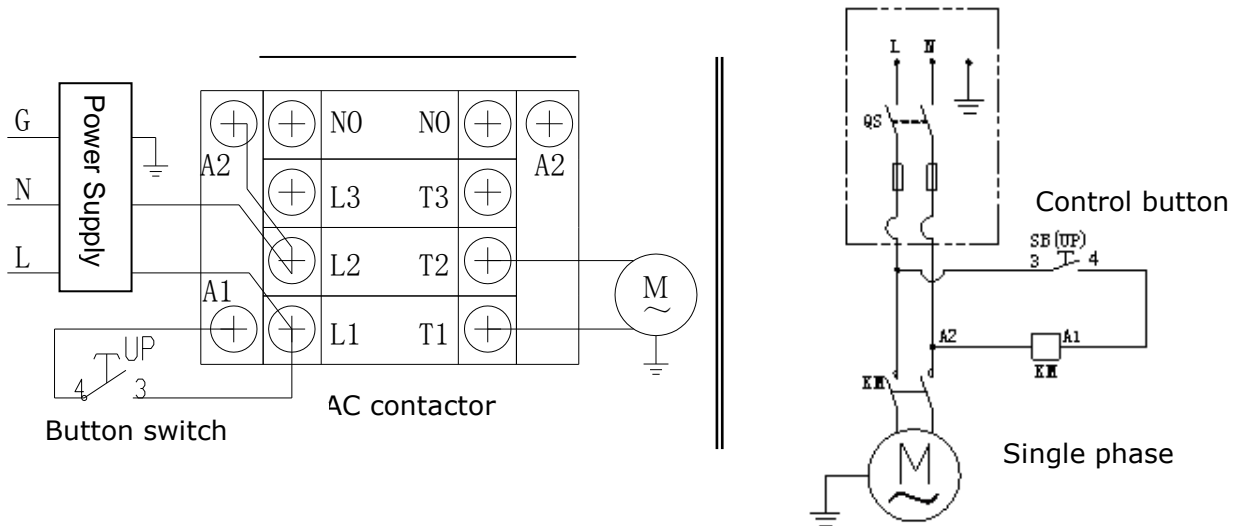 G
N
L
Power Supply
A2
NO NO
A2
L3 T3
L2 T2
A1
L1 T1
M
UP
4 3
AC contactor
Button switch
L N
QS
Control button
SB(UP)
3 4
A2 A1
KM
KM
M
Single phase